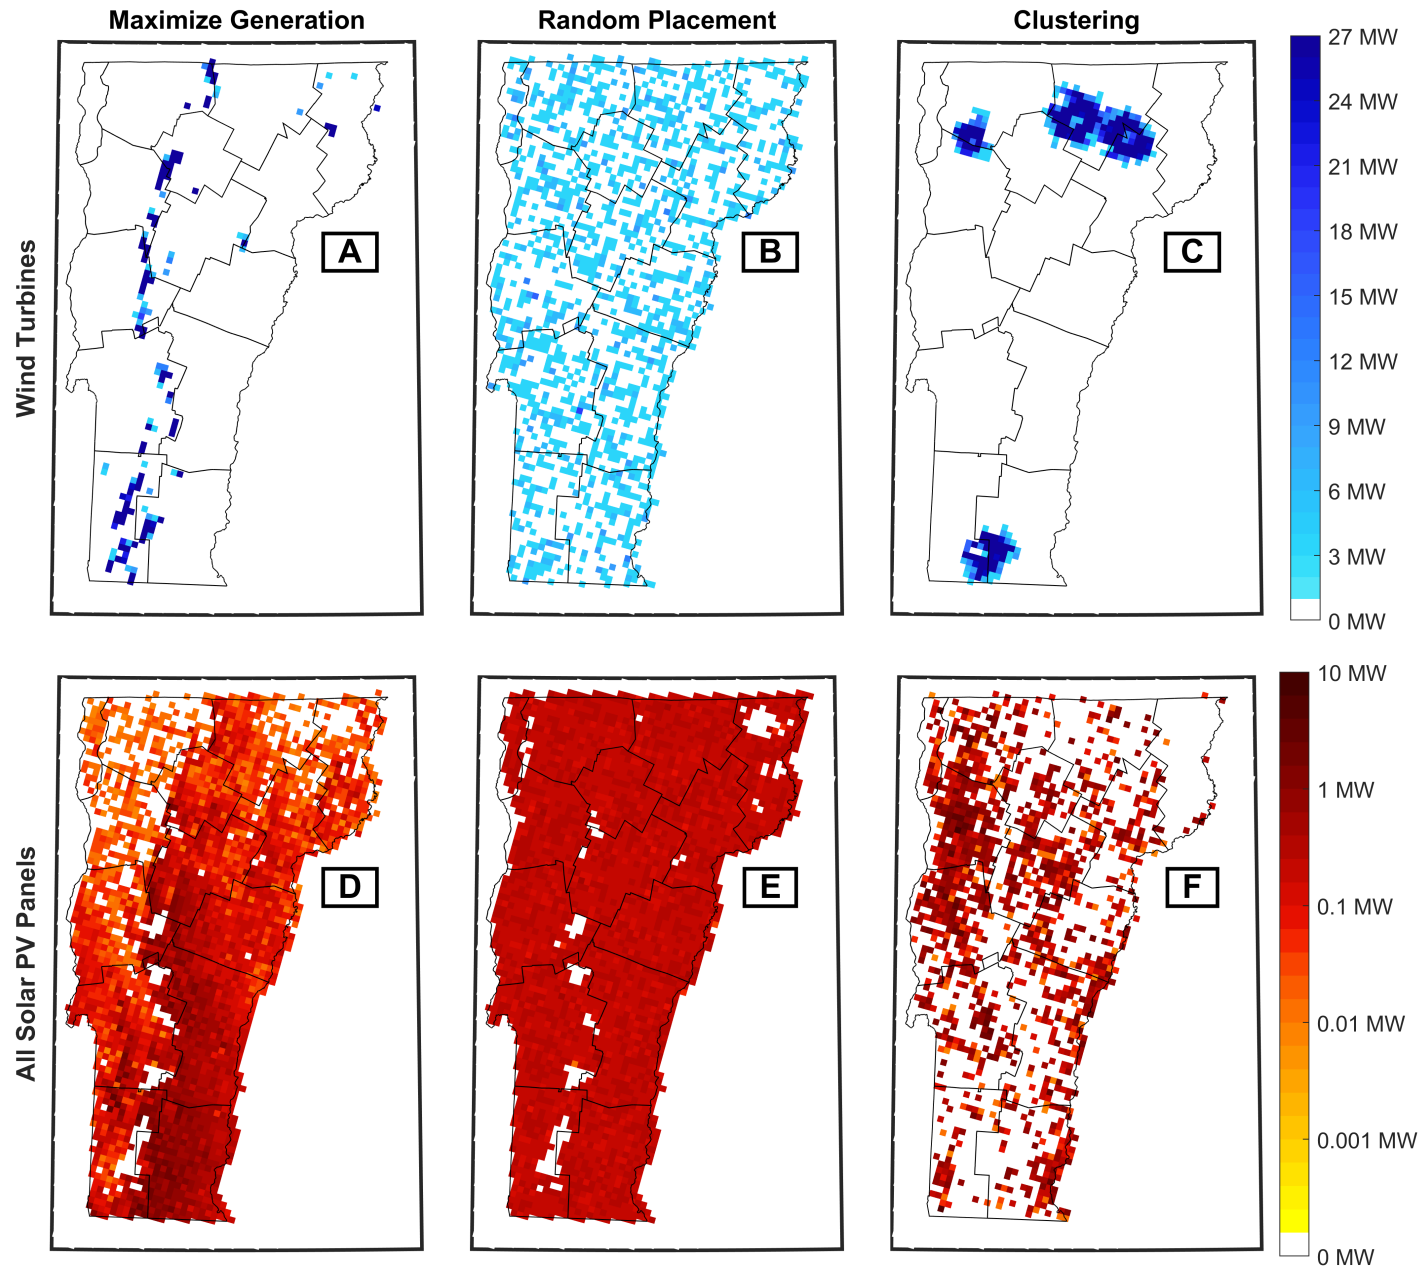 Maximize Generation
Random Placement
Clustering
Wind Turbines
A
B
C
27 MW
24 MW
21 MW
18 MW
15 MW
12 MW
9 MW
6 MW
3 MW
0 MW
All Solar PV Panels
D
E
F
10 MW
1 MW
0.1 MW
0.01 MW
0.001 MW
0 MW